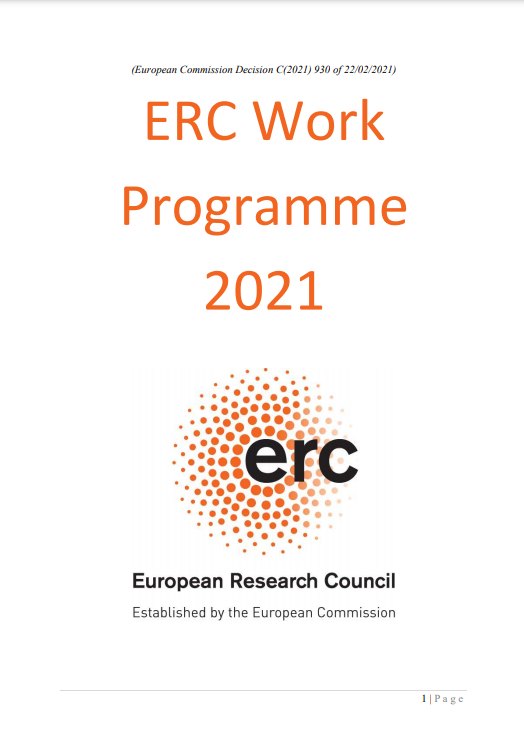 (European Commission Decision C(2021) 930 of 22/02/2021)
ERC Work
Programme
2021
erc
European Research Council
Established by the European Commission
1 | Page